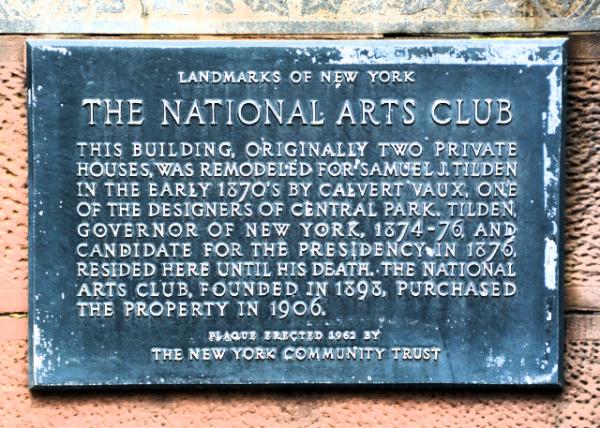 LANDMARKS OF NEW YORK
THE NATIONAL ARTS CLUB
THIS BUILDING, ORIGINALLY TWO PRIVATE
HOUSES, WAS REMODELED FOR SAMUEL J. TILDEN
IN THE EARLY 1870'S BY CALVERT VAUX, ONE
OF THE DESIGNERS OF CENTRAL PARK. TILDEN,
GOVERNOR OF NEW YORK, 1874-76, AND
CANDIDATE FOR THE PRESIDENCY IN 1876,
RESIDED HERE UNTIL HIS DEATH. THE NATIONAL
ARTS CLUB, FOUNDED IN 1898, PURCHASED
THE PROPERTY IN 1906.
PLAQUE ERECTED 1962 BY
THE NEW YORK COMMUNITY TRUST